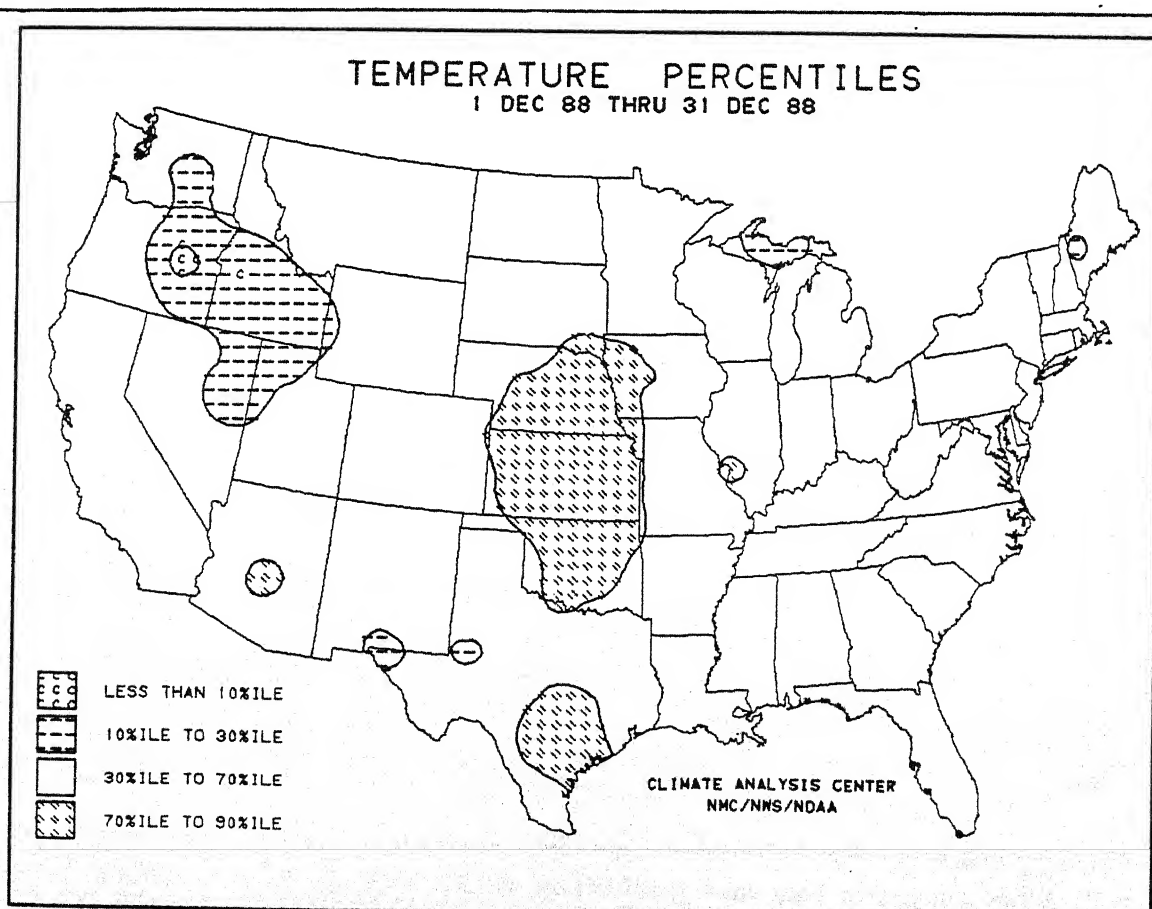 TEMPERATURE PERCENTILES
1 DEC 88 THRU 31 DEC 88
C
C
LESS THAN 10%ILE
10%ILE TO 30%ILE
30%ILE TO 70%ILE
70%ILE TO 90%ILE
CLIMATE ANALYSIS CENTER
NMC/NWS/NOAA